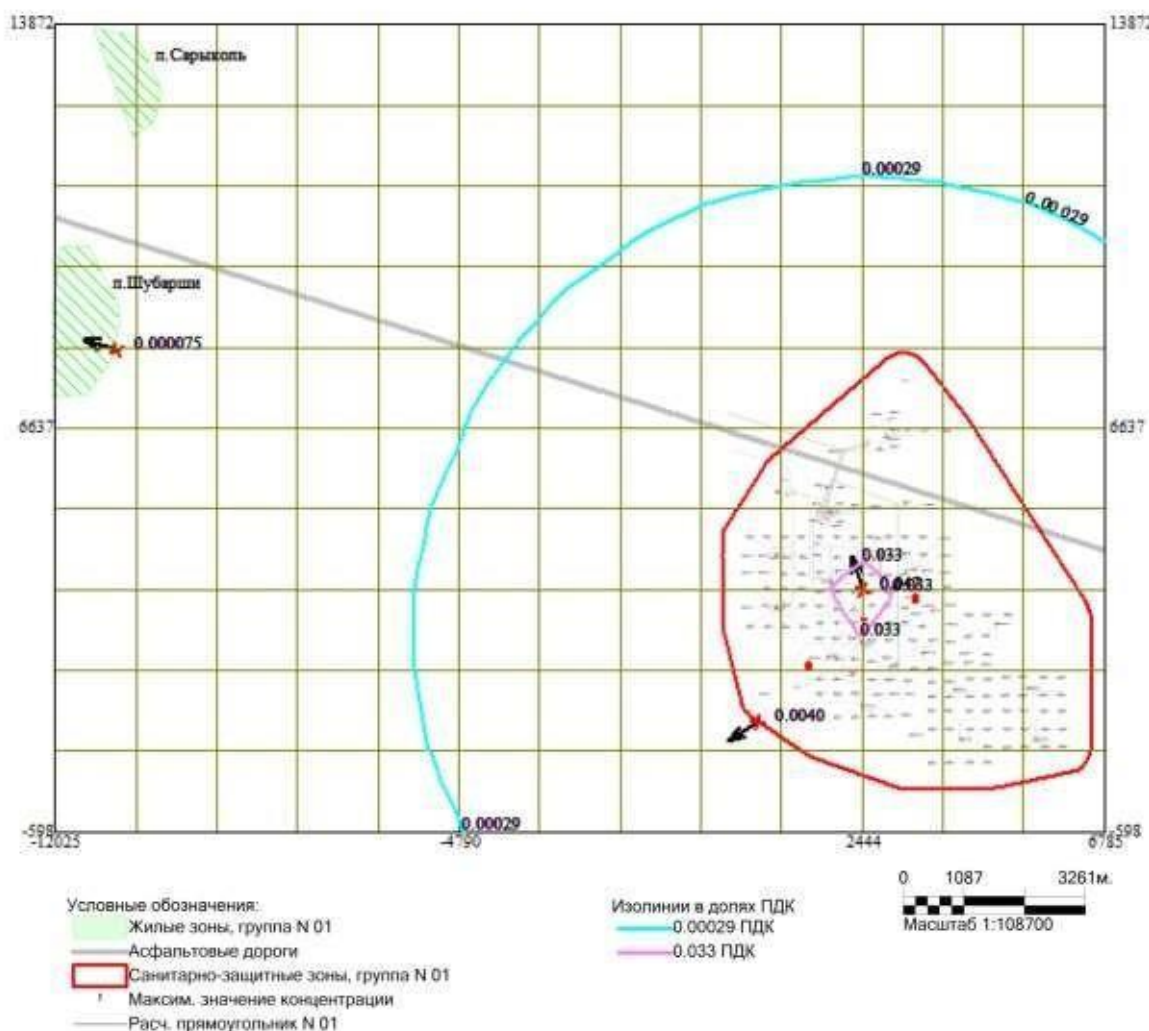 13872
13872
п.Сарыколь
0.00029
0.00029
п.Шубарши
0.000075
6637
6637
0.033
0.033
0.0040
-598
0.00029
-598
-12025
-4790
2444
6785
0 1087 3261м.
Масштаб 1:108700
Условные обозначения:
Жилые зоны, группа N 01
Асфальтовые дороги
Санитарно-защитные зоны, группа N 01
Максим. значение концентрации
Расч. прямоугольник N 01
Изолинии в долях ПДК
0.00029 ПДК
0.033 ПДК